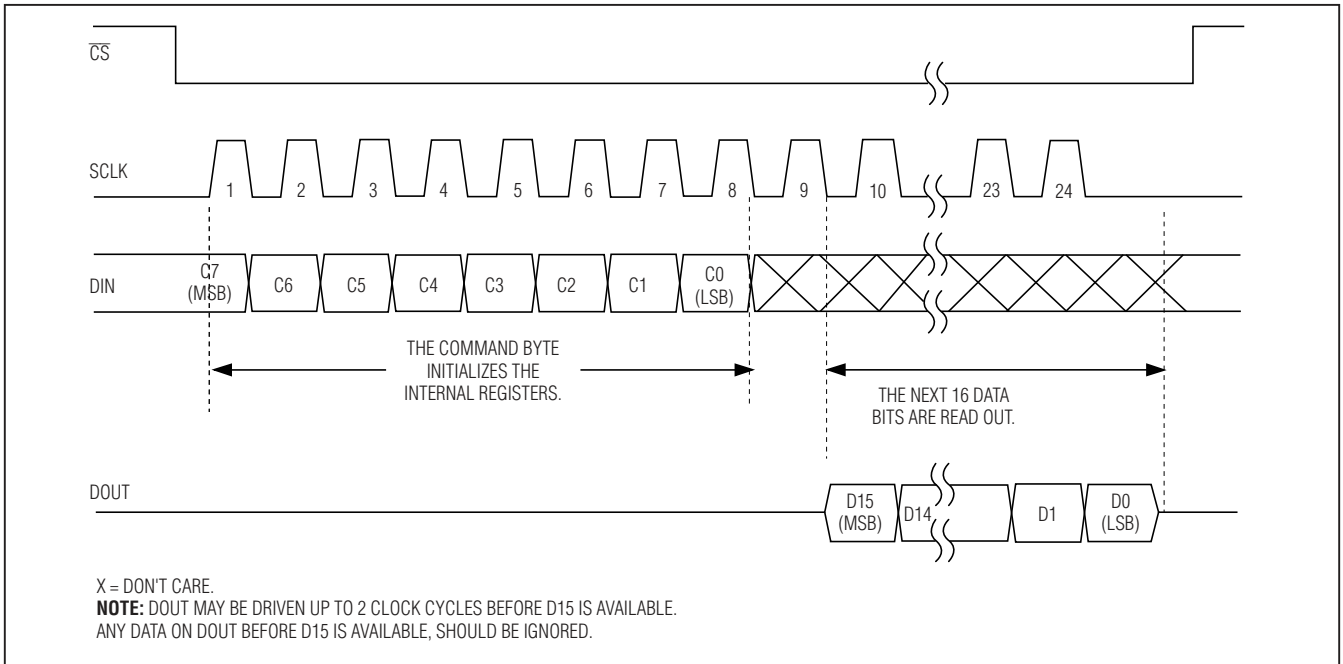 CS
SCLK
1 2 3 4 5 6 7 8 9 10 23 24
DIN
C7
(MSB)
C6 C5 C4 C3 C2 C1
C0
(LSB)
THE COMMAND BYTE
INITIALIZES THE
INTERNAL REGISTERS.
THE NEXT 16 DATA
BITS ARE READ OUT.
DOUT
D15
(MSB)
D14 D1
D0
(LSB)
X = DON'T CARE.
NOTE: DOUT MAY BE DRIVEN UP TO 2 CLOCK CYCLES BEFORE D15 IS AVAILABLE.
ANY DATA ON DOUT BEFORE D15 IS AVAILABLE, SHOULD BE IGNORED.